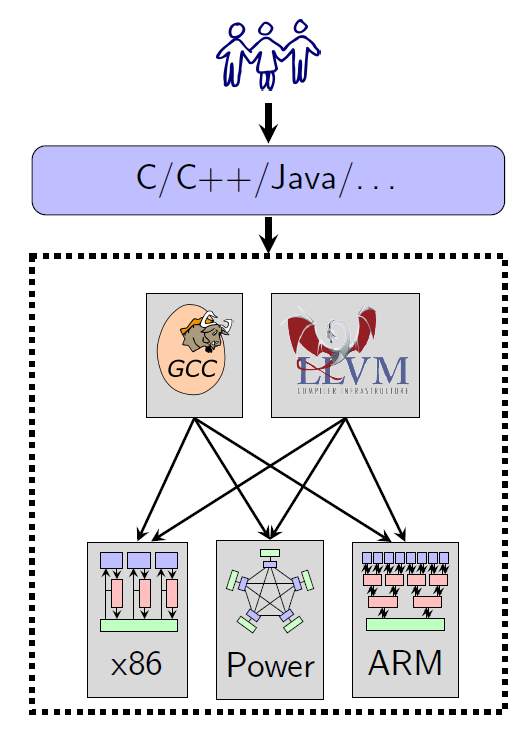 C/C++/Java/...
GCC
LLVM
COMPILER INFRASTRUCTURE
x86
Power
ARM